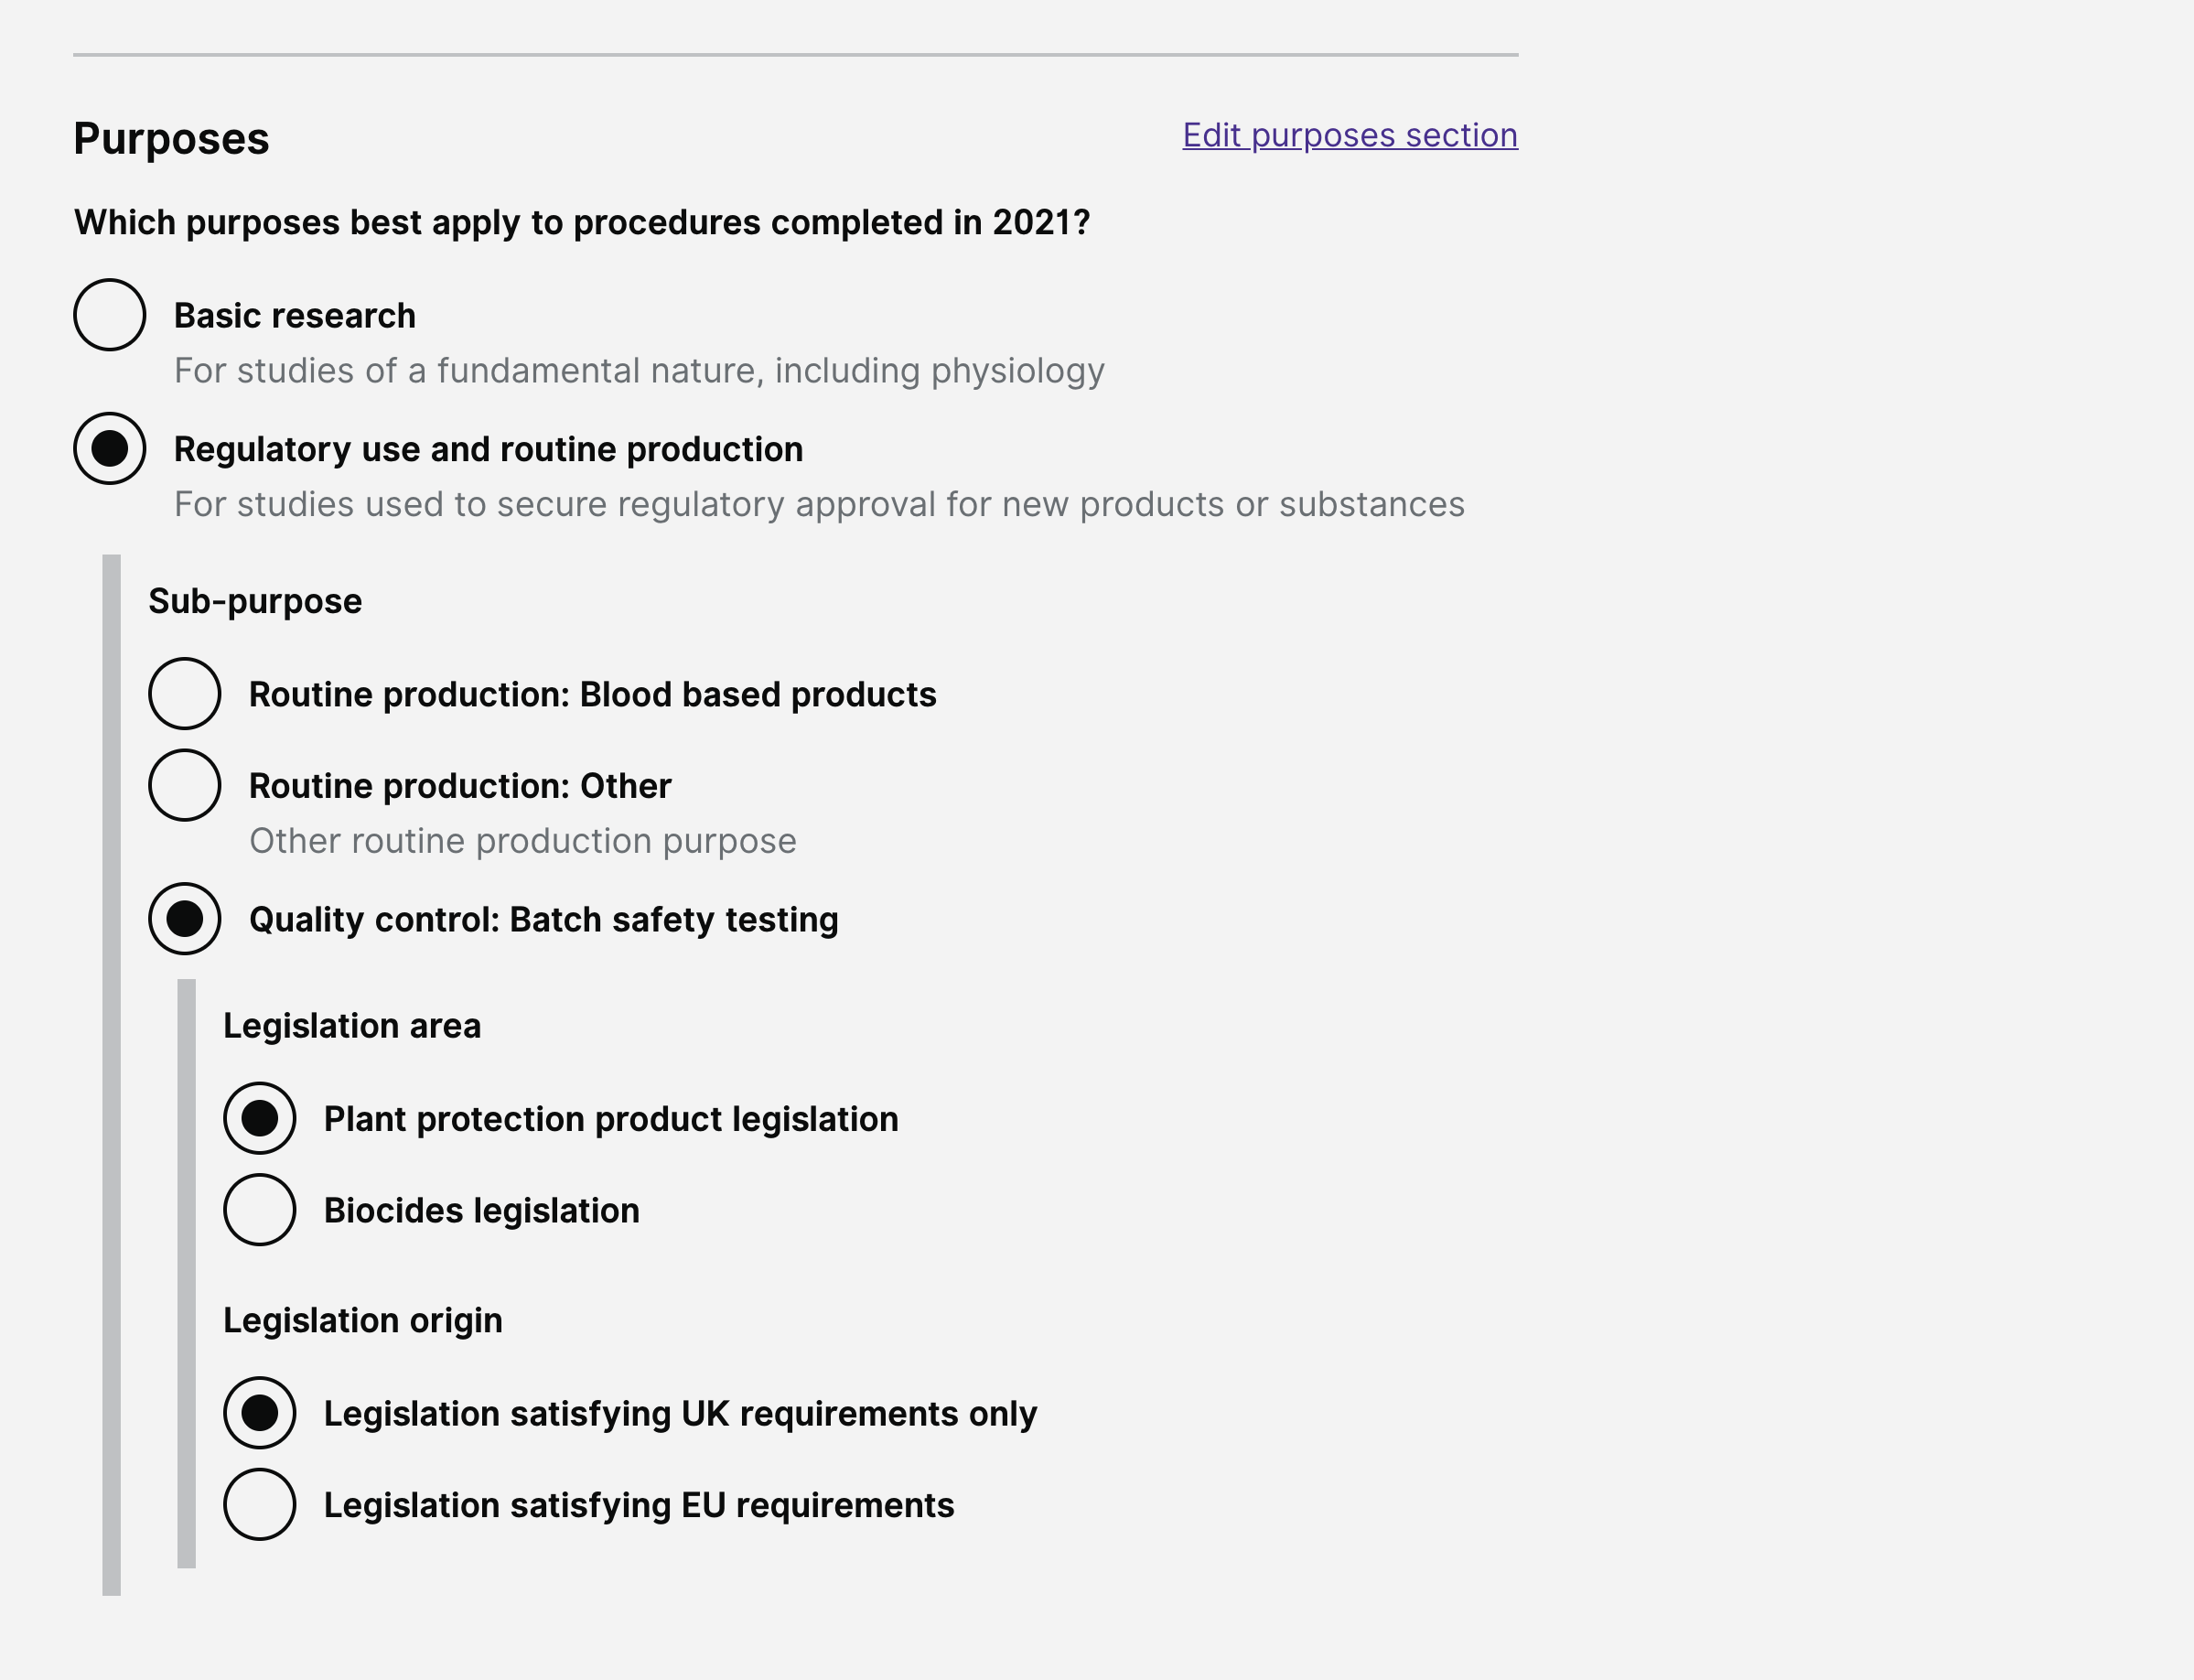 Purposes
Edit purposes section
Which purposes best apply to procedures completed in 2021?
Basic research
For studies of a fundamental nature, including physiology
Regulatory use and routine production
For studies used to secure regulatory approval for new products or substances
Sub-purpose
Routine production: Blood based products
Routine production: Other
Other routine production purpose
Quality control: Batch safety testing
Legislation area
Plant protection product legislation
Biocides legislation
Legislation origin
Legislation satisfying UK requirements only
Legislation satisfying EU requirements